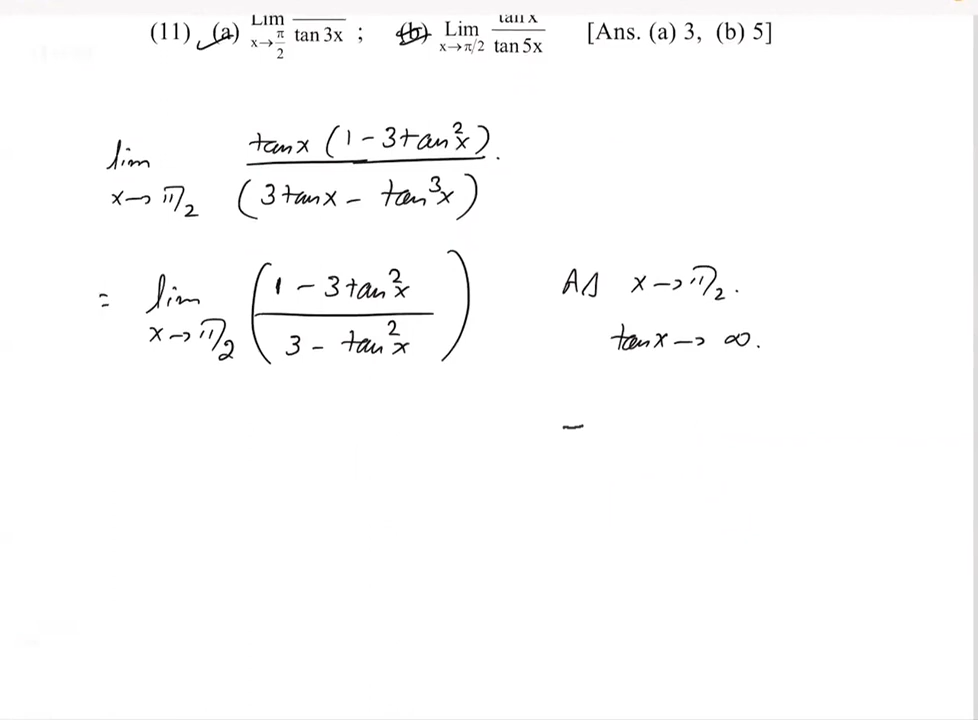 (11) (a) Lim x→π/2 tan 3x ; (b) Lim x→π/2 tan x / tan 5x [Ans. (a) 3, (b) 5]
lim x→π/2 tanx (1 - 3tan²x) / (3tanx - tan³x).
= lim x→π/2 ( (1 - 3tan²x) / (3 - tan²x) )
As x→π/2.
tanx → ∞.